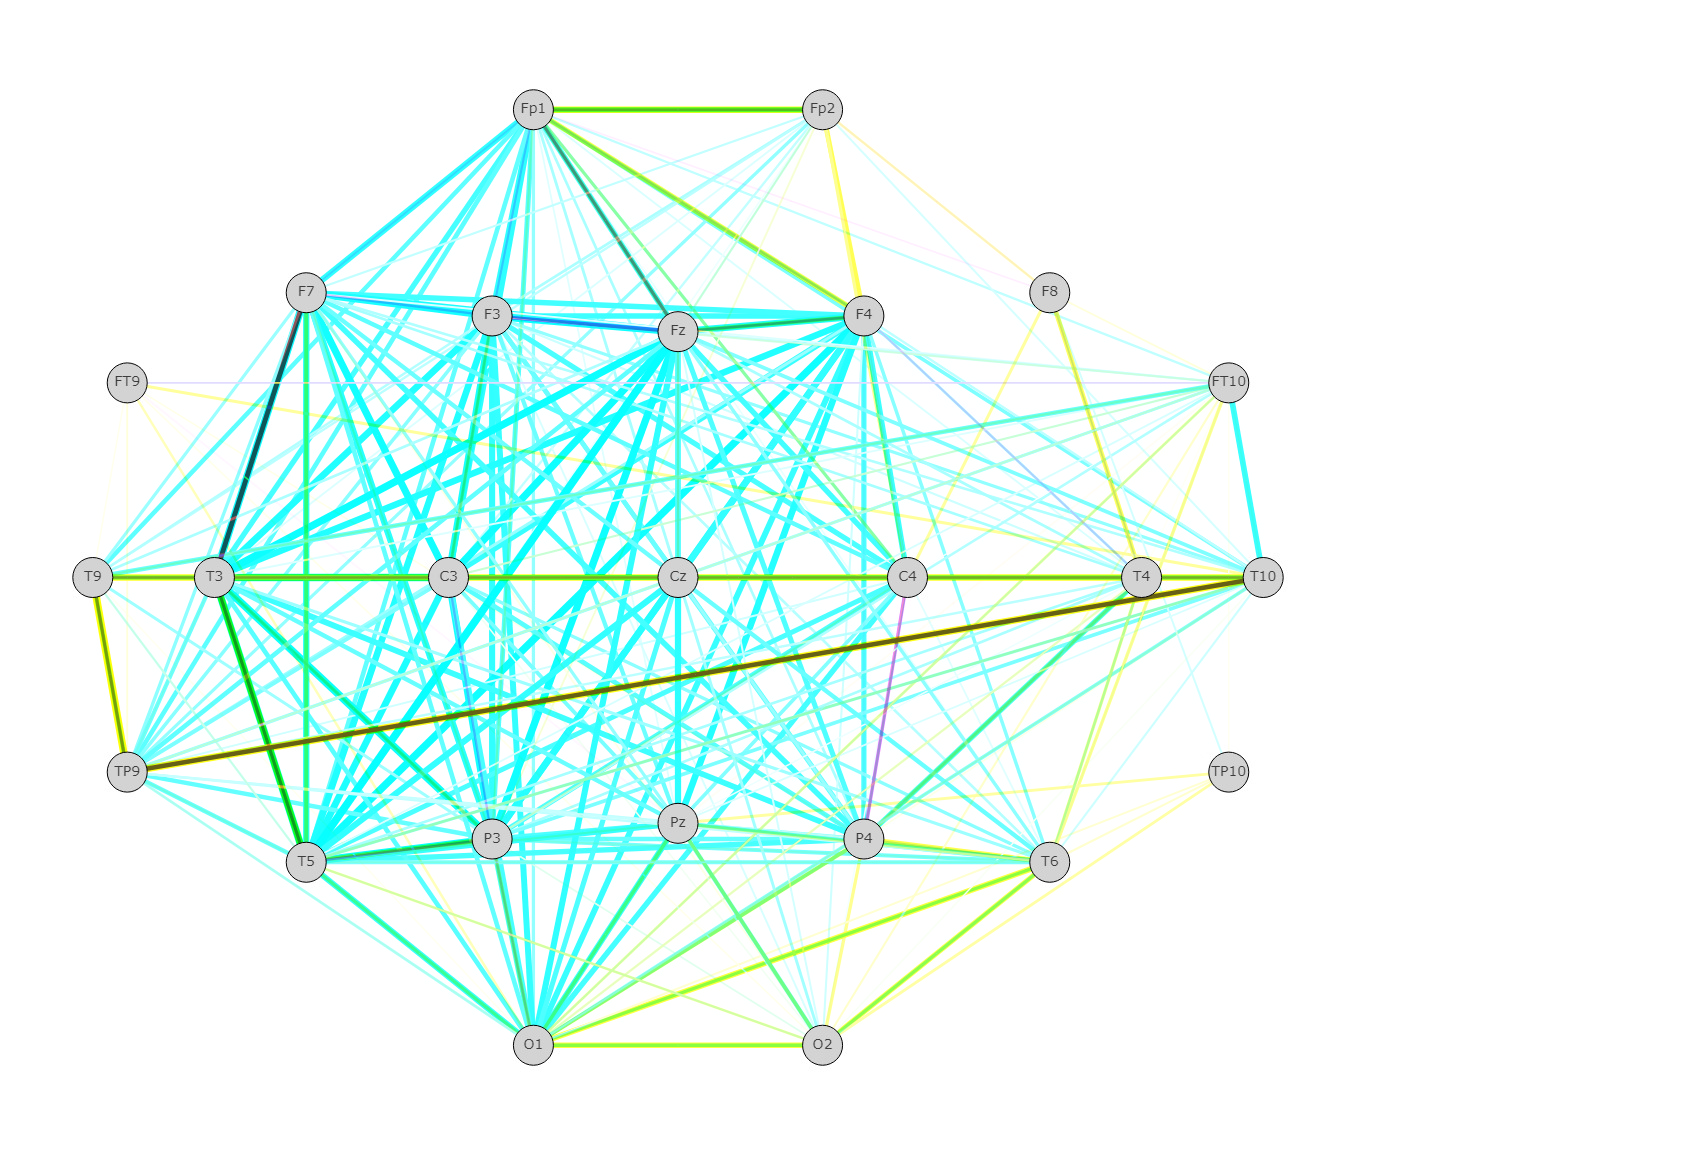 Fp1 Fp2
F7 F3 Fz F4 F8
FT9 FT10
T9 T3 C3 Cz C4 T4 T10
TP9 TP10
T5 P3 Pz P4 T6
O1 O2